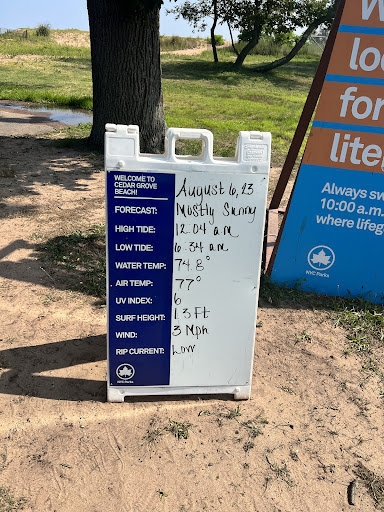 WELCOME TO
CEDAR GROVE
BEACH!
August 6, 23
FORECAST: Mostly Sunny
HIGH TIDE: 12:04 a.m
LOW TIDE: 6:34 a.m
WATER TEMP: 74.8°
AIR TEMP: 77°
UV INDEX: 6
SURF HEIGHT: 1.3 Ft
WIND: 3 Mph
RIP CURRENT: Low
NYC Parks
W
lo
for
lite
Always sw
10:00 a.m
where lifeg
NYC Parks